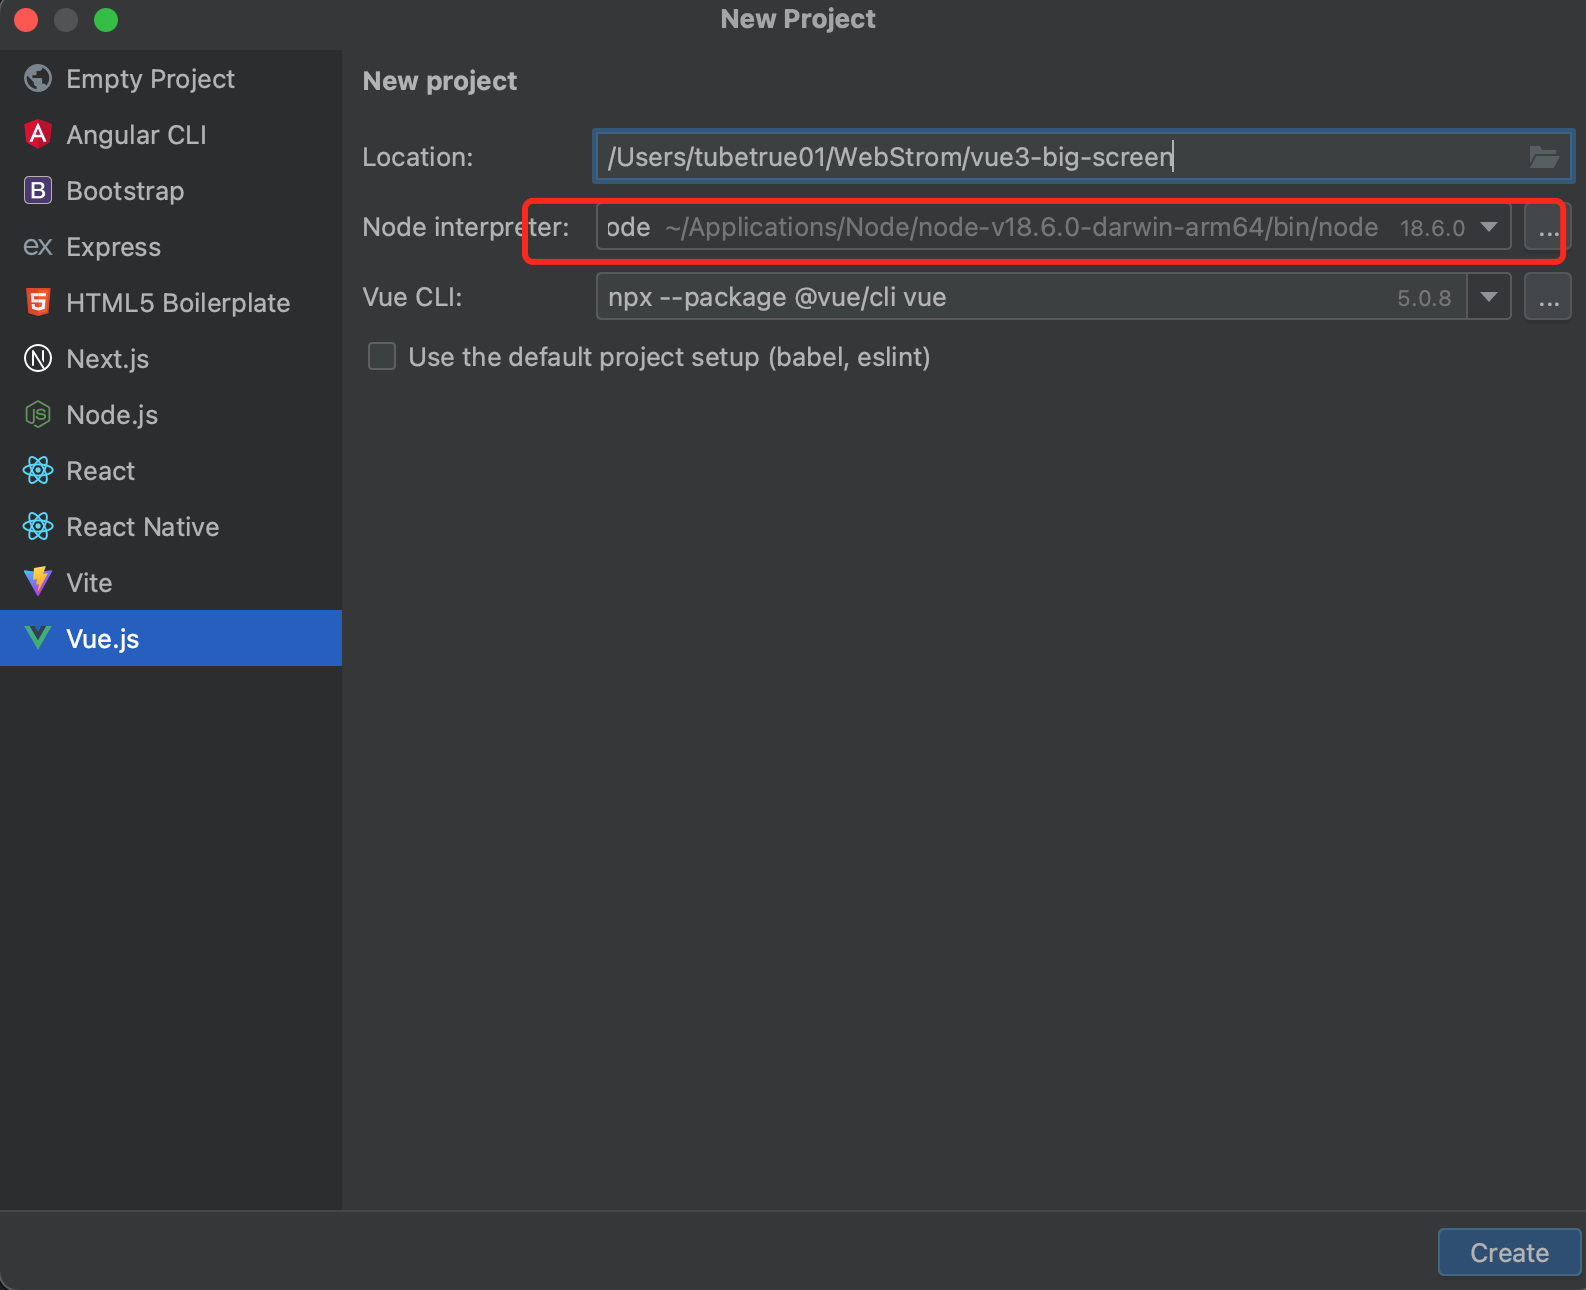 New Project
Empty Project
Angular CLI
Bootstrap
ex Express
HTML5 Boilerplate
Next.js
Node.js
React
React Native
Vite
Vue.js
New project
Location: /Users/tubetrue01/WebStrom/vue3-big-screen
Node interpreter: ode ~/Applications/Node/node-v18.6.0-darwin-arm64/bin/node 18.6.0 ...
Vue CLI: npx --package @vue/cli vue 5.0.8 ...
Use the default project setup (babel, eslint)
Create